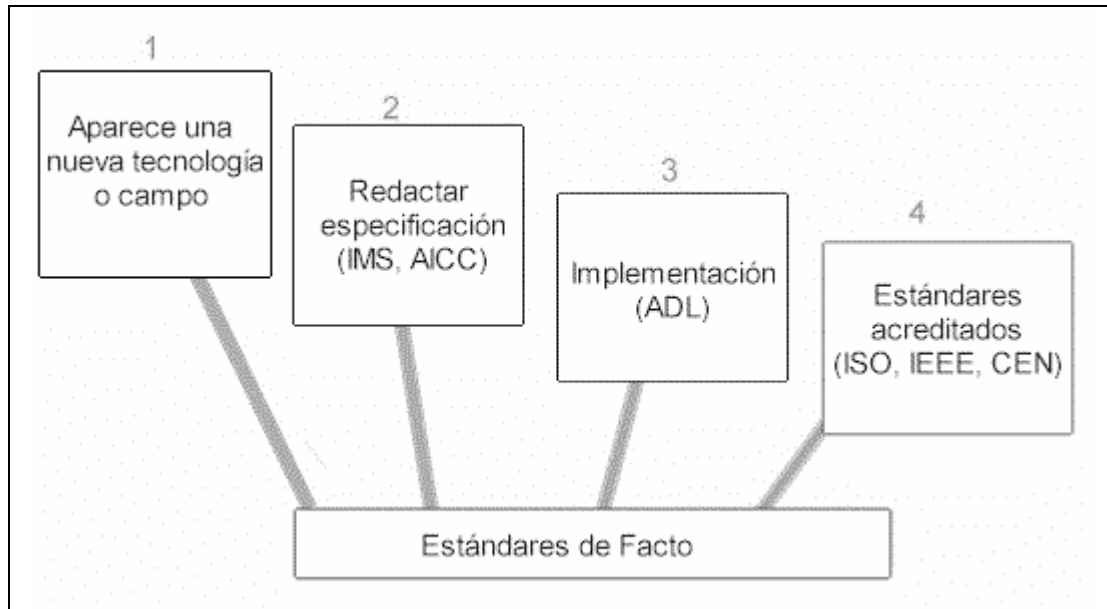 1
Aparece una
nueva tecnología
o campo
2
Redactar
especificación
(IMS, AICC)
3
Implementación
(ADL)
4
Estándares
acreditados
(ISO, IEEE, CEN)
Estándares de Facto